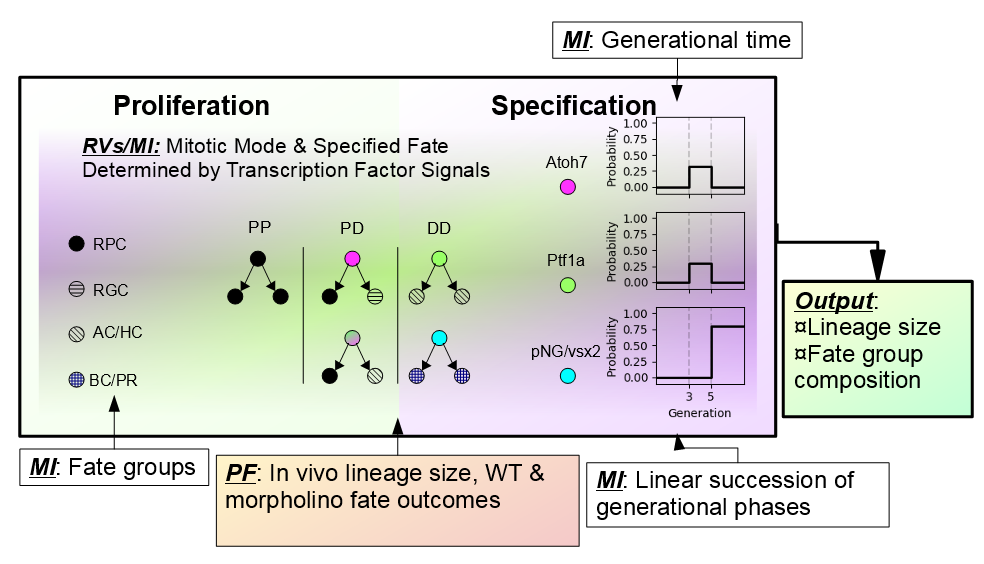 MI: Generational time
Proliferation
Specification
RVs/MI: Mitotic Mode & Specified Fate
Determined by Transcription Factor Signals
RPC
RGC
AC/HC
BC/PR
PP
PD
DD
Atoh7
Ptf1a
pNG/vsx2
Probability
1.00
0.75
0.50
0.25
0.00
Probability
1.00
0.75
0.50
0.25
0.00
Probability
1.00
0.75
0.50
0.25
0.00
3 5
Generation
Output:
¤Lineage size
¤Fate group
composition
MI: Fate groups
PF: In vivo lineage size, WT &
morpholino fate outcomes
MI: Linear succession of
generational phases